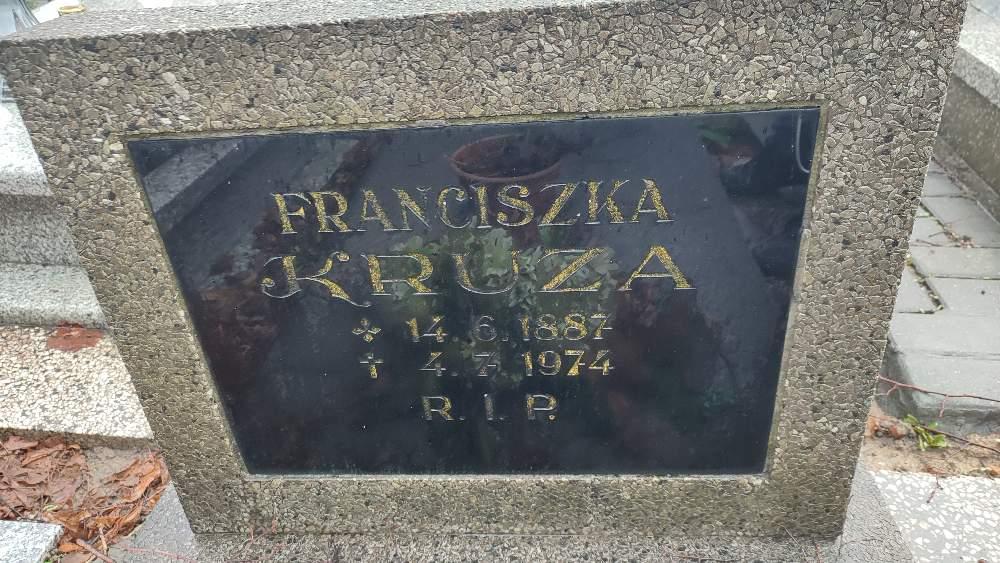 FRANCISZKA
KRUZA
14.6.1887
✝ 4.7.1974
R.I.P.